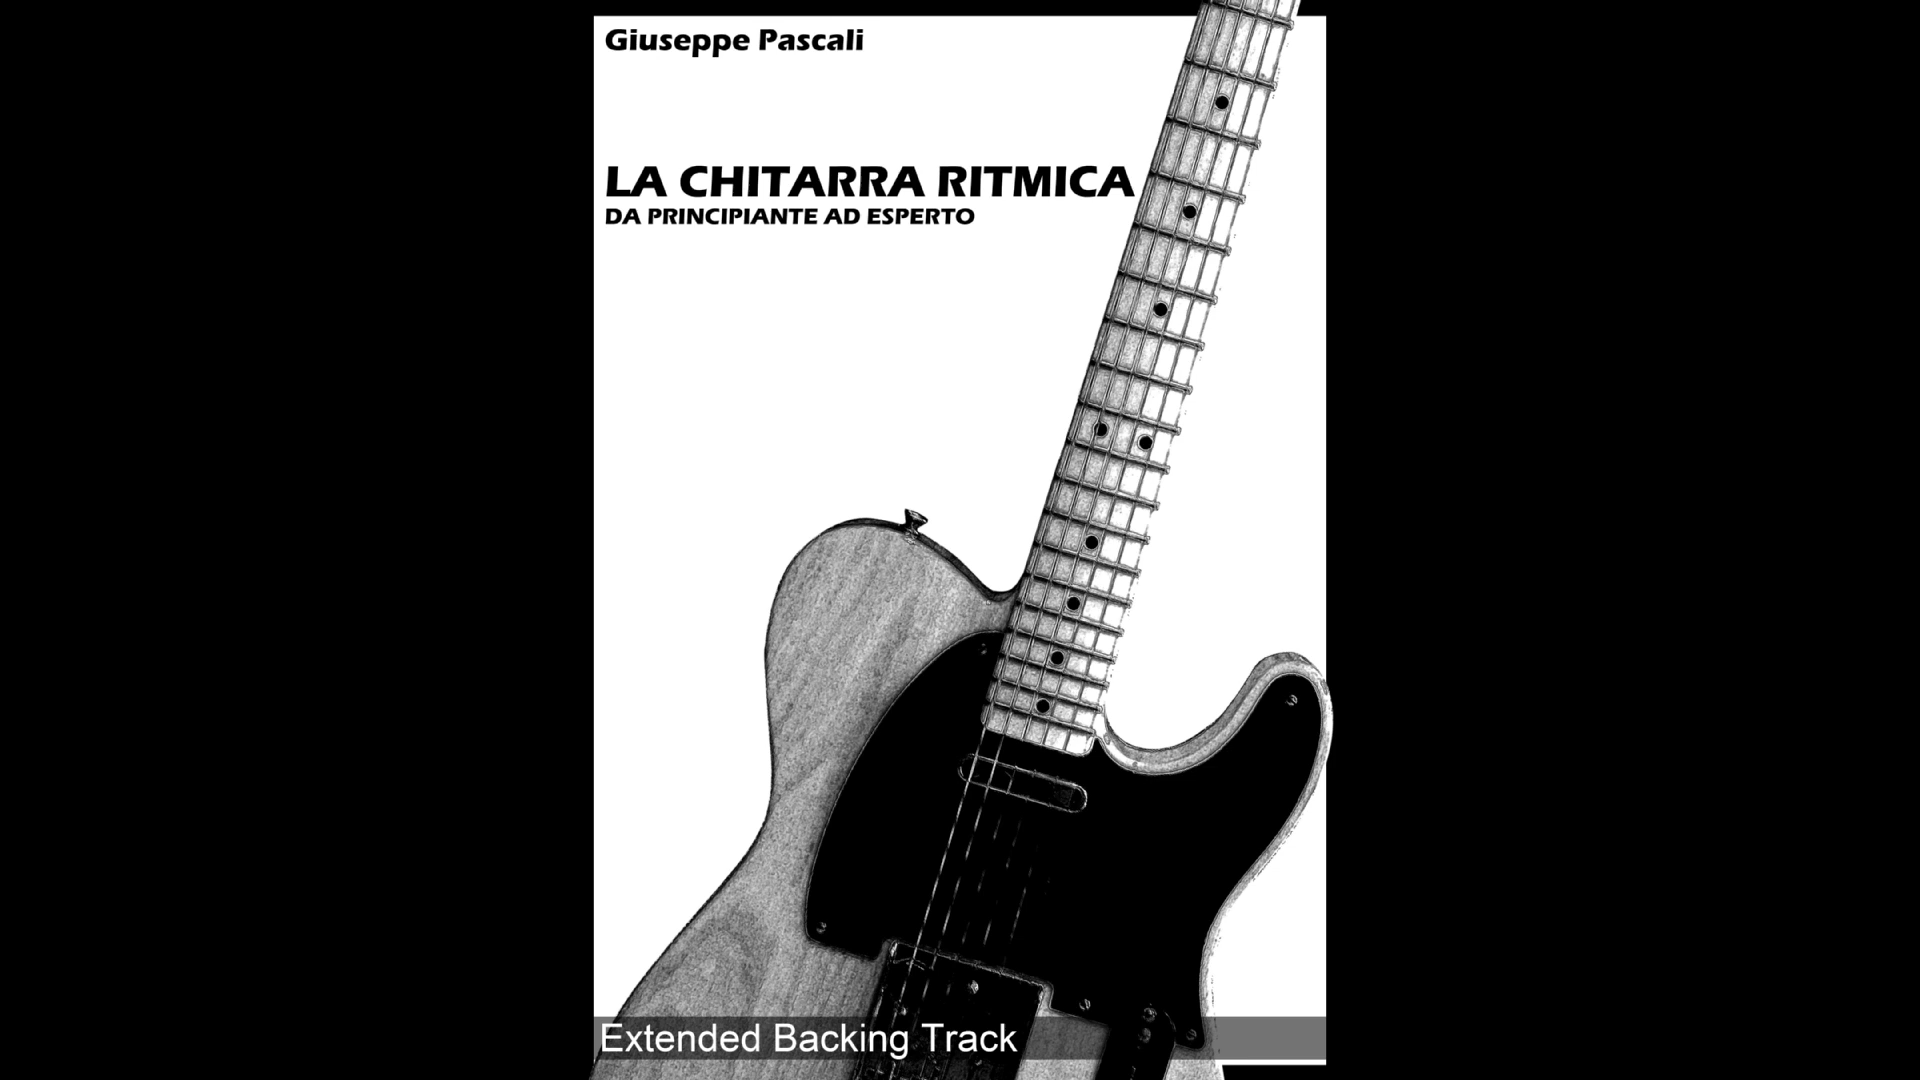 Giuseppe Pascali
LA CHITARRA RITMICA
DA PRINCIPIANTE AD ESPERTO
Extended Backing Track